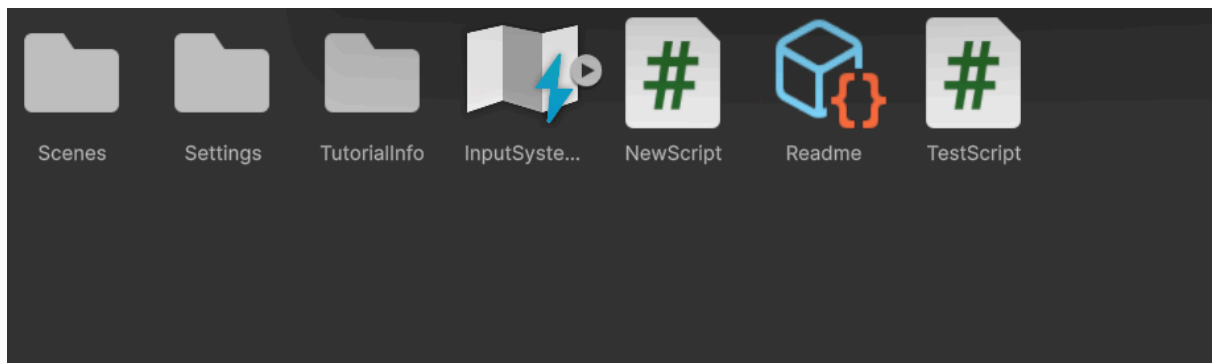 Scenes
Settings
TutorialInfo
InputSyste...
NewScript
Readme
TestScript